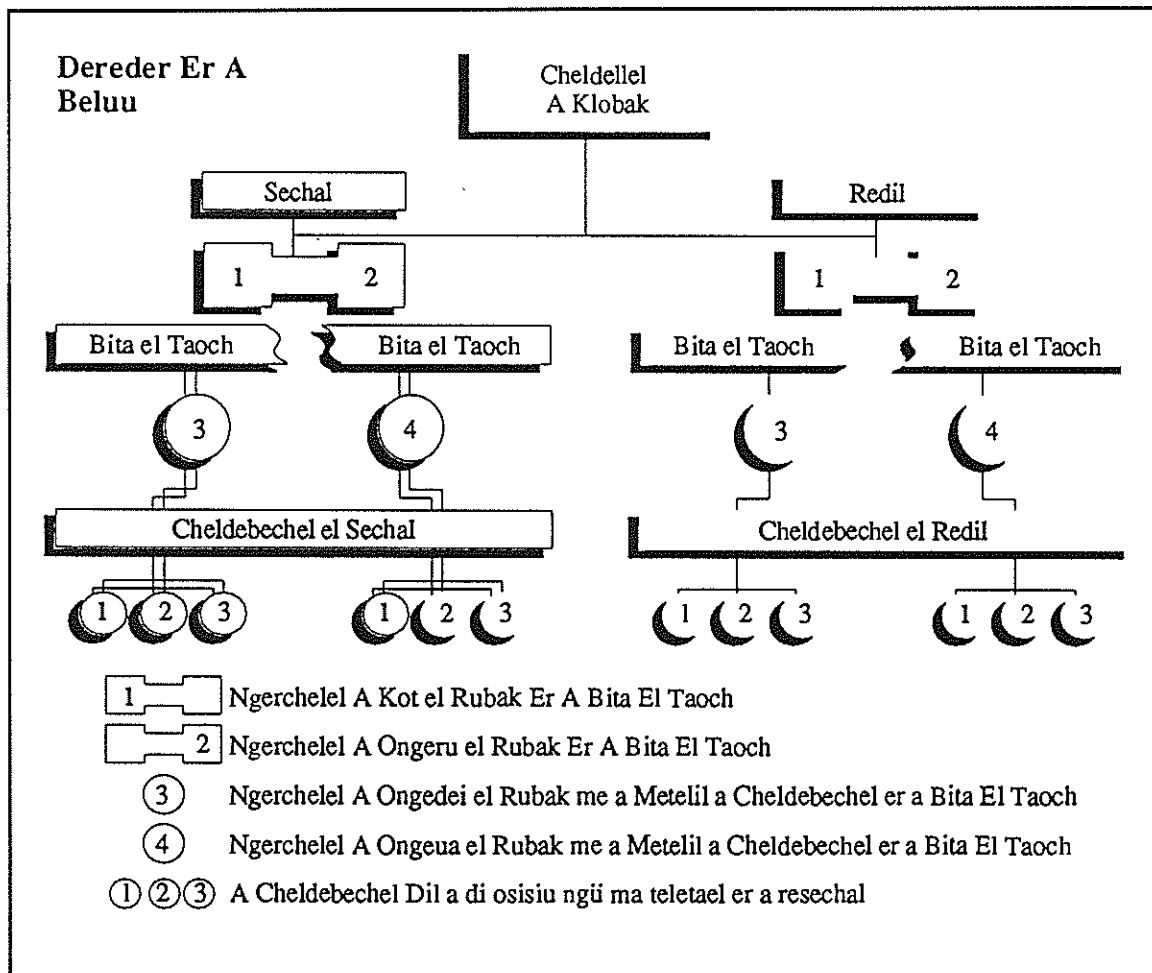 Dereder Er A
Beluu
Cheldellel
A Klobak
Sechal
Redil
1 2
1 2
Bita el Taoch
Bita el Taoch
Bita el Taoch
Bita el Taoch
3
4
3
4
Cheldebechel el Sechal
Cheldebechel el Redil
1 2 3
1 2 3
1 2 3
1 2 3
1 Ngerchelel A Kot el Rubak Er A Bita El Taoch
2 Ngerchelel A Ongeru el Rubak Er A Bita El Taoch
3 Ngerchelel A Ongedei el Rubak me a Metelil a Cheldebechel er a Bita El Taoch
4 Ngerchelel A Ongeua el Rubak me a Metelil a Cheldebechel er a Bita El Taoch
1 2 3 A Cheldebechel Dil a di osisiu ngü ma teletael er a resechal